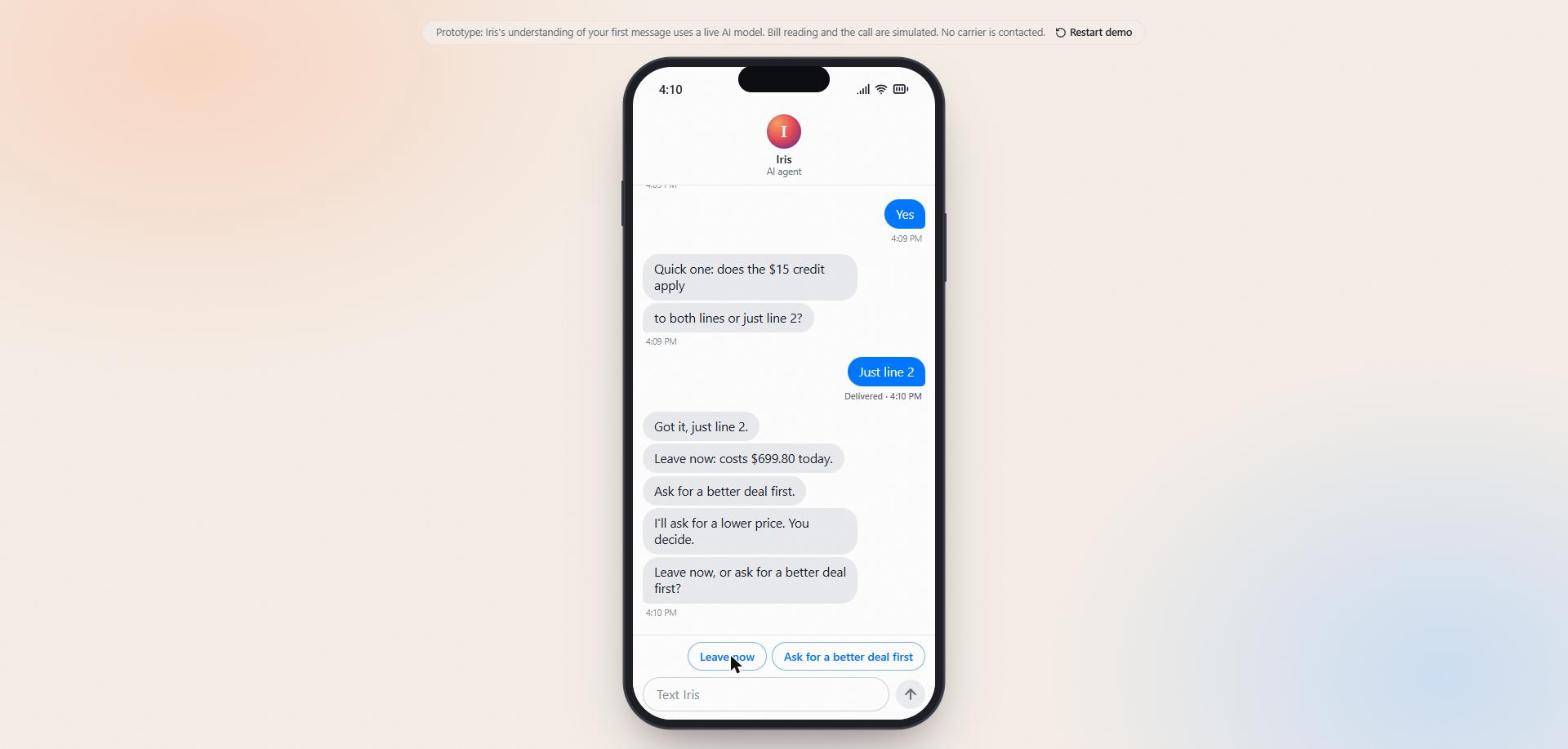 Prototype: Iris's understanding of your first message uses a live AI model. Bill reading and the call are simulated. No carrier is contacted. Restart demo
4:10
I
Iris
AI agent
Yes
4:09 PM
Quick one: does the $15 credit
apply
to both lines or just line 2?
4:09 PM
Just line 2
Delivered · 4:10 PM
Got it, just line 2.
Leave now: costs $699.80 today.
Ask for a better deal first.
I'll ask for a lower price. You
decide.
Leave now, or ask for a better deal
first?
4:10 PM
Leave now
Ask for a better deal first
Text Iris